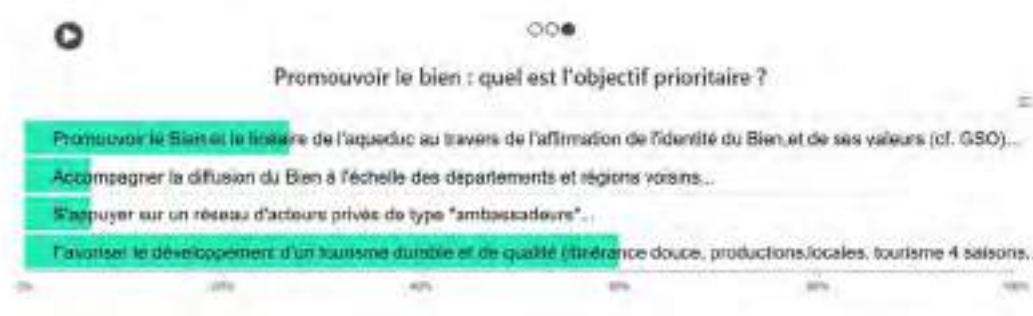 Promouvoir le bien : quel est l'objectif prioritaire ?
Promouvoir le Bien et le linéaire de l'aqueduc au travers de l'affirmation de l'identité du Bien et de ses valeurs (cf. GSO)...
Accompagner la diffusion du Bien à l'échelle des départements et régions voisins...
S'appuyer sur un réseau d'acteurs privés de type "ambassadeurs"...
Favoriser le développement d'un tourisme durable et de qualité (itinérance douce, productions locales, tourisme 4 saisons,
0% 20% 40% 60% 80% 100%